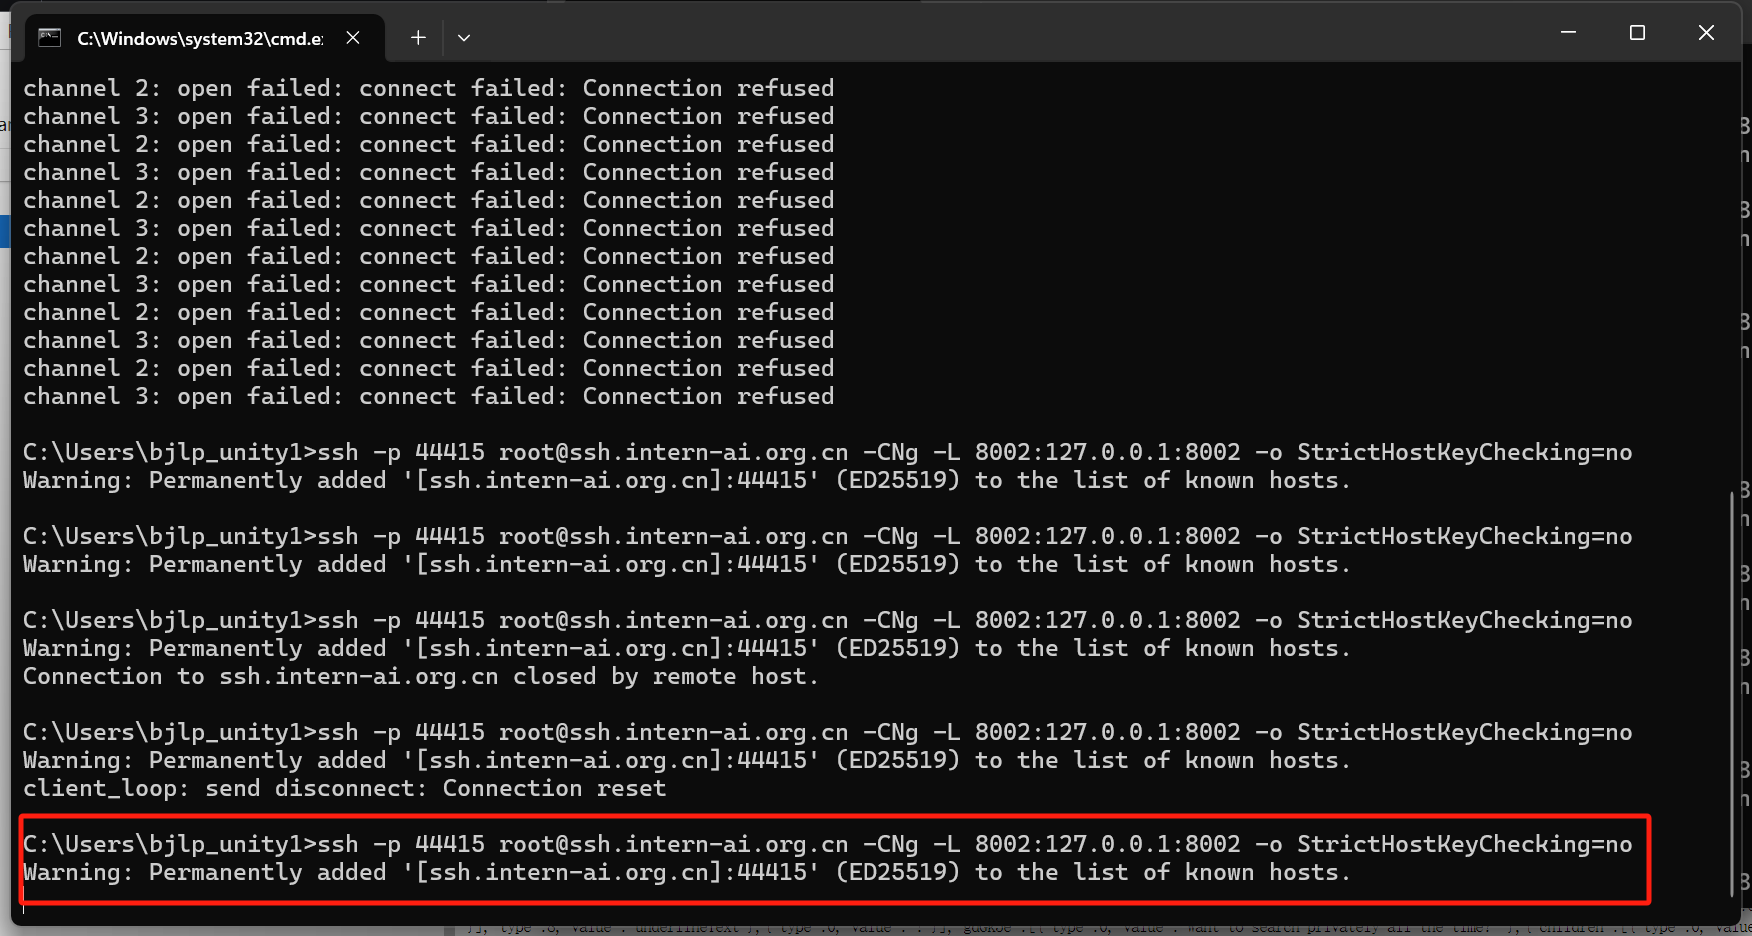 C:\Windows\system32\cmd.e
channel 2: open failed: connect failed: Connection refused
channel 3: open failed: connect failed: Connection refused
channel 2: open failed: connect failed: Connection refused
channel 3: open failed: connect failed: Connection refused
channel 2: open failed: connect failed: Connection refused
channel 3: open failed: connect failed: Connection refused
channel 2: open failed: connect failed: Connection refused
channel 3: open failed: connect failed: Connection refused
channel 2: open failed: connect failed: Connection refused
channel 3: open failed: connect failed: Connection refused
channel 2: open failed: connect failed: Connection refused
channel 3: open failed: connect failed: Connection refused
C:\Users\bjlp_unity1>ssh -p 44415 root@ssh.intern-ai.org.cn -CNg -L 8002:127.0.0.1:8002 -o StrictHostKeyChecking=no
Warning: Permanently added '[ssh.intern-ai.org.cn]:44415' (ED25519) to the list of known hosts.
C:\Users\bjlp_unity1>ssh -p 44415 root@ssh.intern-ai.org.cn -CNg -L 8002:127.0.0.1:8002 -o StrictHostKeyChecking=no
Warning: Permanently added '[ssh.intern-ai.org.cn]:44415' (ED25519) to the list of known hosts.
C:\Users\bjlp_unity1>ssh -p 44415 root@ssh.intern-ai.org.cn -CNg -L 8002:127.0.0.1:8002 -o StrictHostKeyChecking=no
Warning: Permanently added '[ssh.intern-ai.org.cn]:44415' (ED25519) to the list of known hosts.
Connection to ssh.intern-ai.org.cn closed by remote host.
C:\Users\bjlp_unity1>ssh -p 44415 root@ssh.intern-ai.org.cn -CNg -L 8002:127.0.0.1:8002 -o StrictHostKeyChecking=no
Warning: Permanently added '[ssh.intern-ai.org.cn]:44415' (ED25519) to the list of known hosts.
client_loop: send disconnect: Connection reset
C:\Users\bjlp_unity1>ssh -p 44415 root@ssh.intern-ai.org.cn -CNg -L 8002:127.0.0.1:8002 -o StrictHostKeyChecking=no
Warning: Permanently added '[ssh.intern-ai.org.cn]:44415' (ED25519) to the list of known hosts.